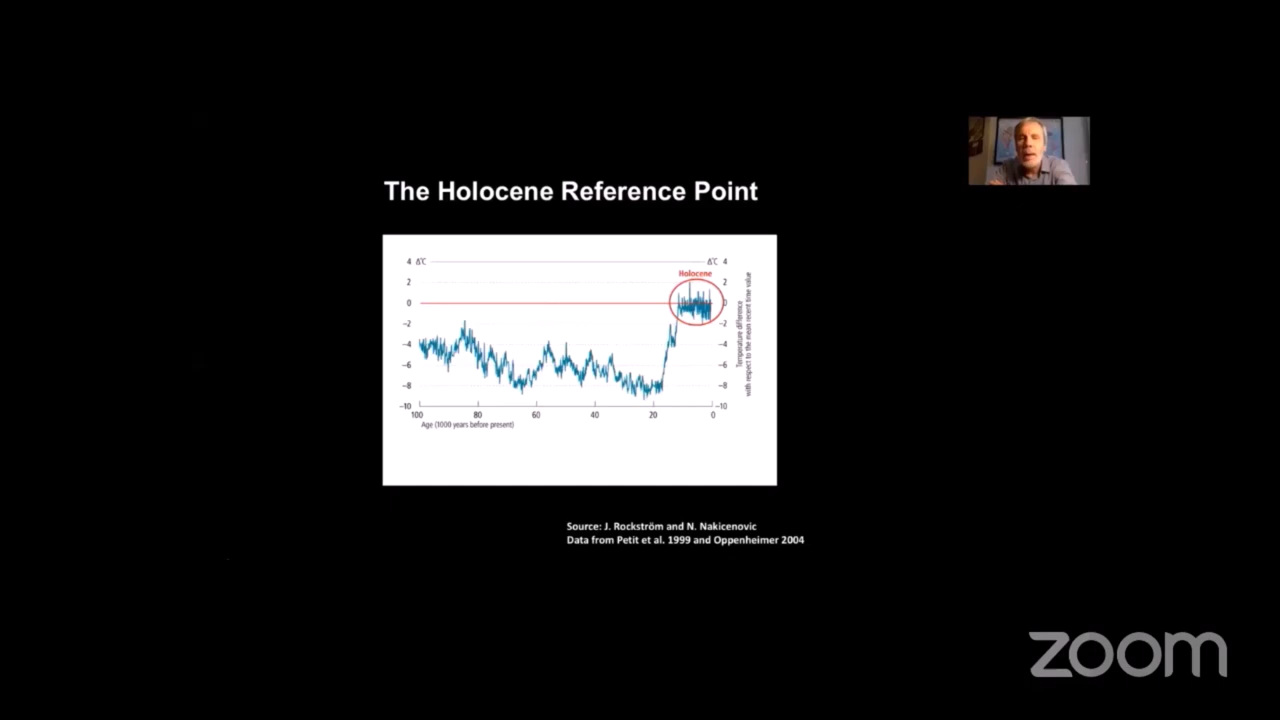 The Holocene Reference Point
4 Δ°C
Δ°C 4
Holocene
2
2
0
0
−2
−2
−4
−4
−6
−6
−8
−8
−10
−10
100
80
60
40
20
0
Age (1000 years before present)
Temperature difference
with respect to the mean recent time value
Source: J. Rockström and N. Nakicenovic
Data from Petit et al. 1999 and Oppenheimer 2004
zoom